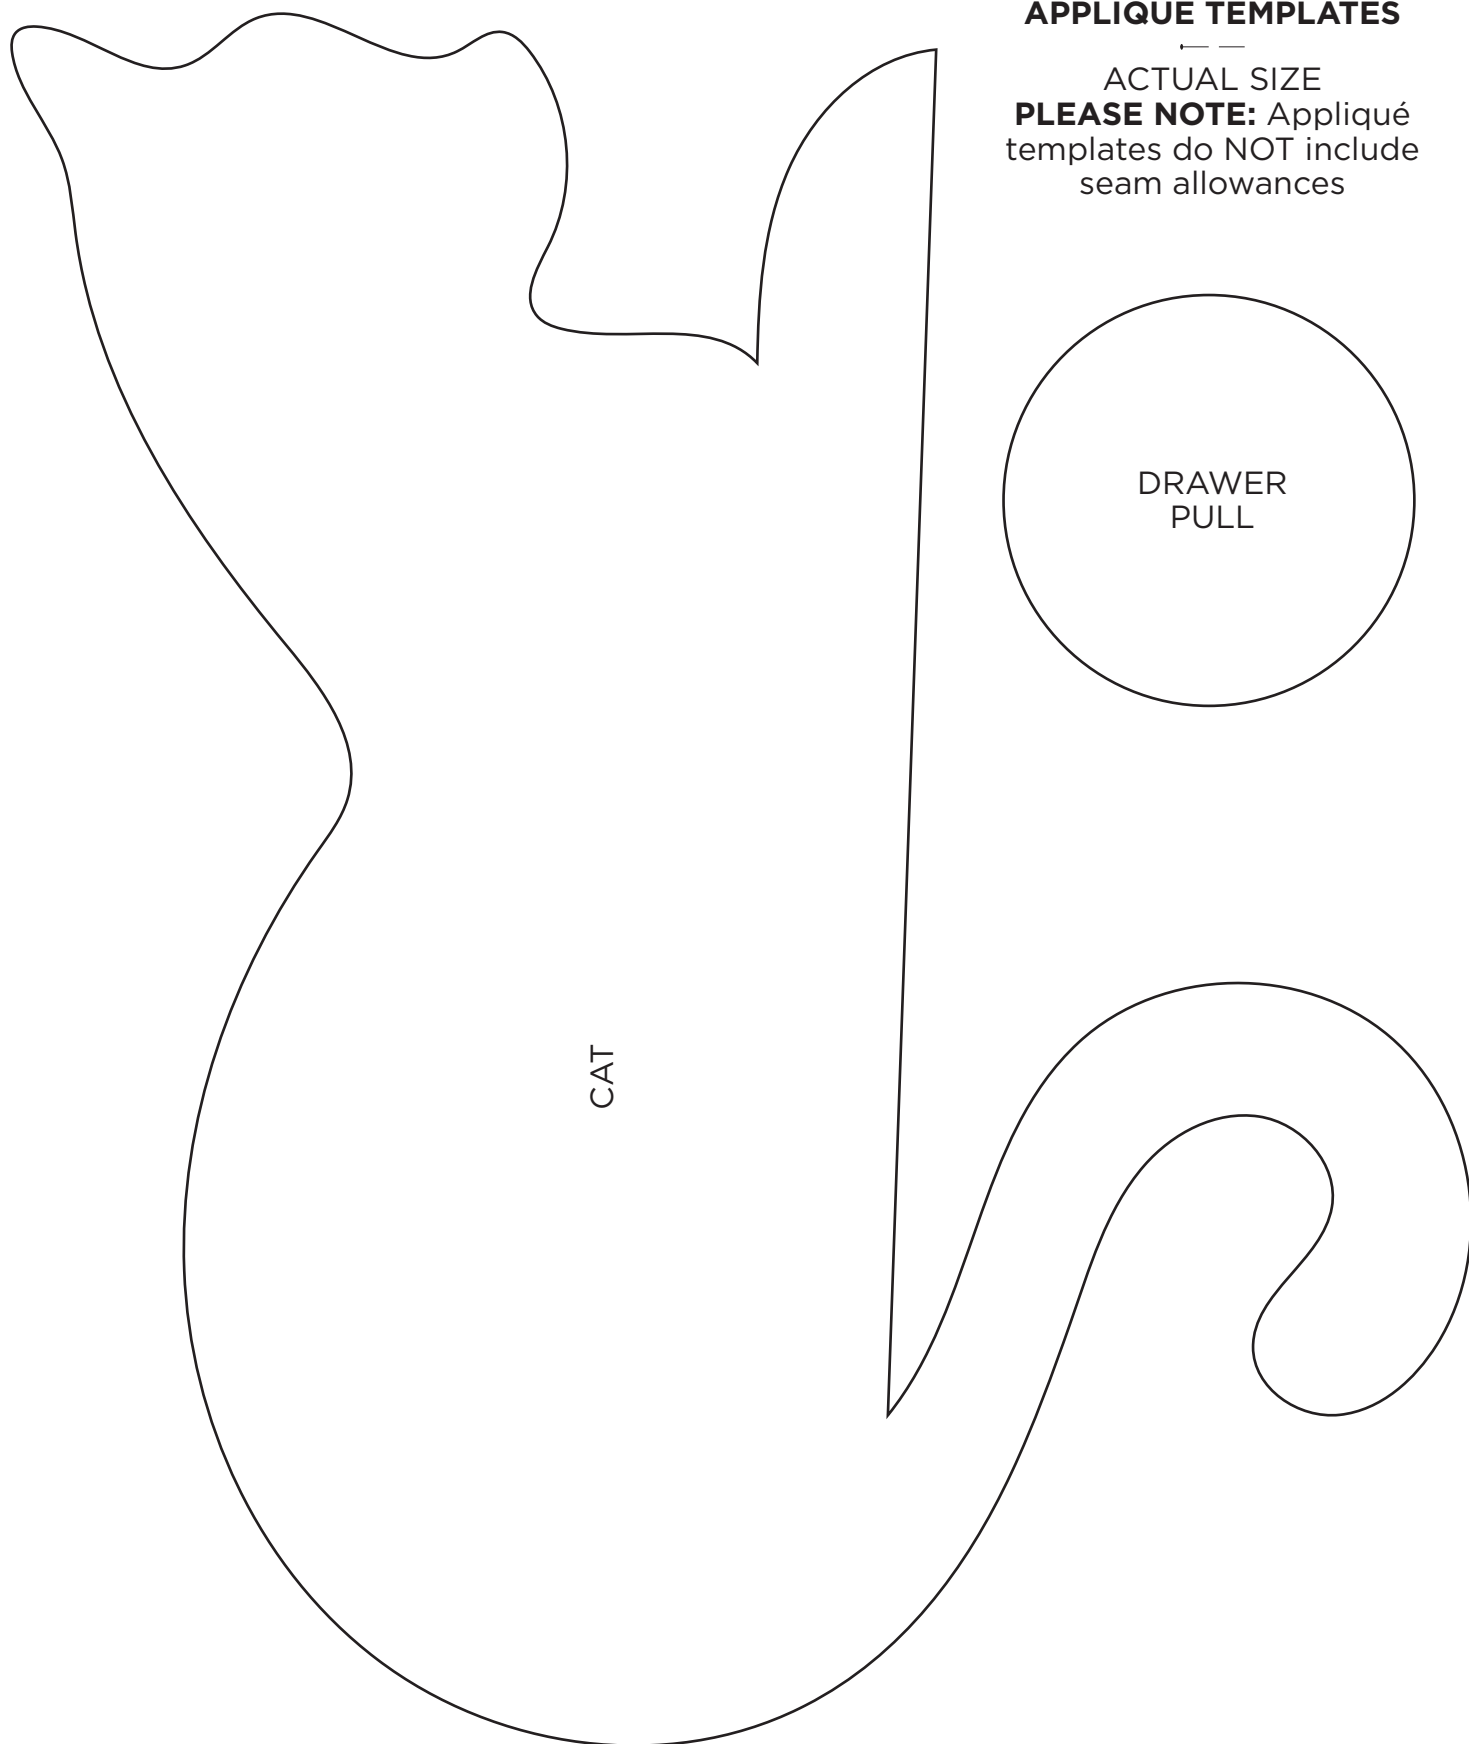 APPLIQUE TEMPLATES
ACTUAL SIZE
PLEASE NOTE: Appliqué
templates do NOT include
seam allowances
DRAWER
PULL
CAT